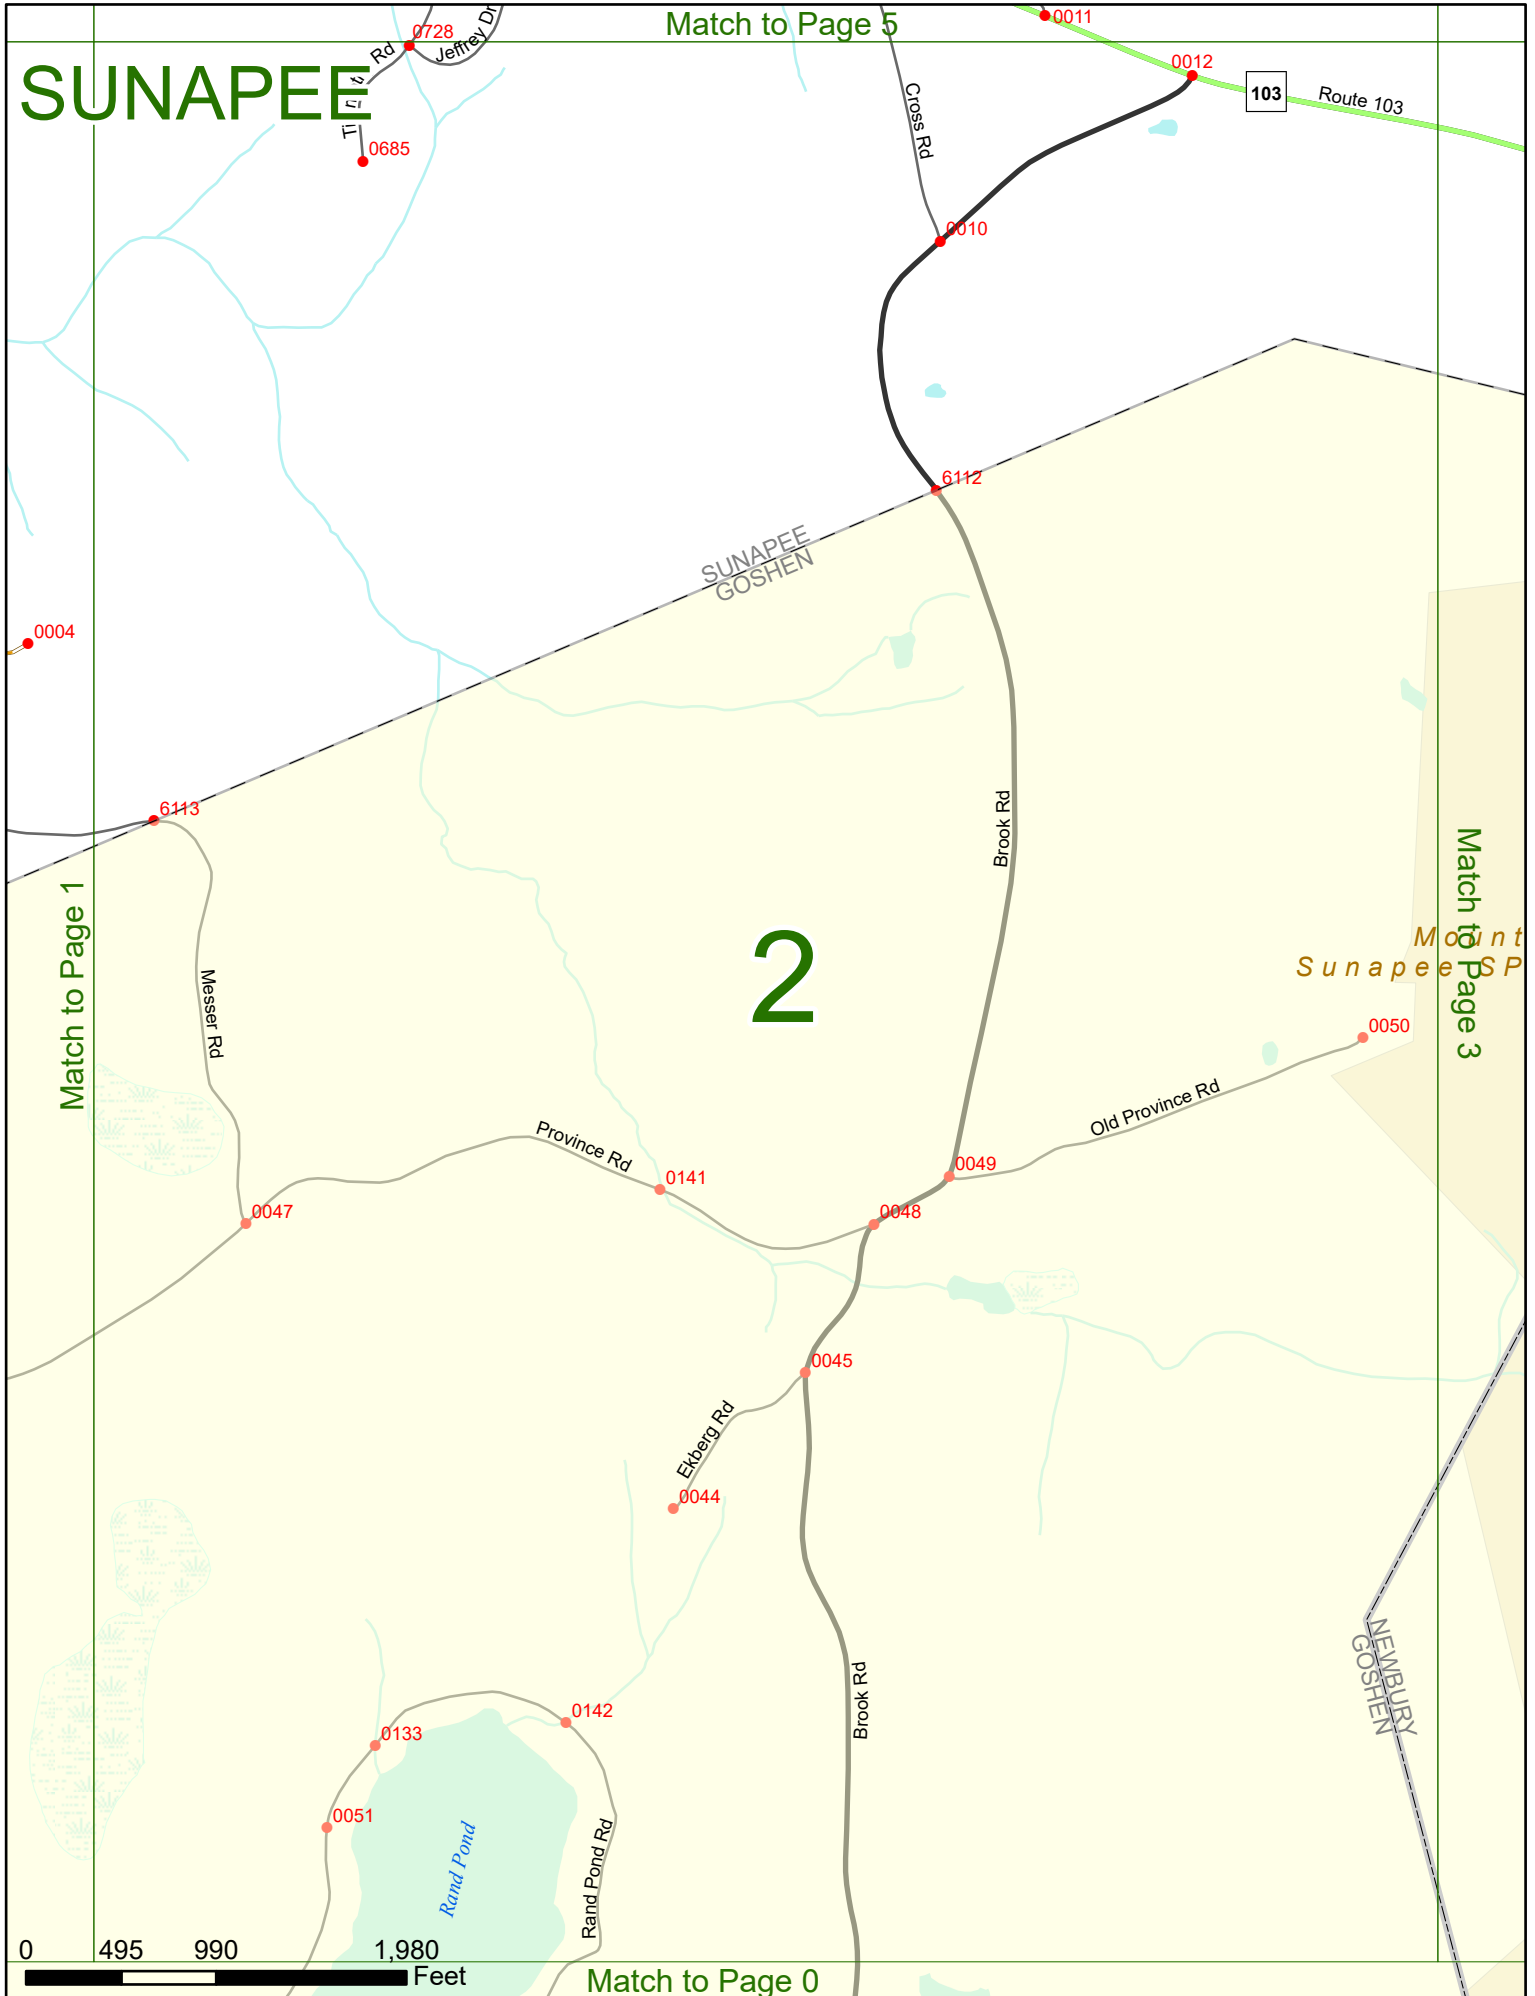 Match to Page 5
0011
0728
Jeffrey Dr
Rd
0012
SUNAPEE
103
Route 103
Cross Rd
0685
0010
6112
SUNAPEE
GOSHEN
0004
6113
Brook Rd
Match to Page 1
Match to Page 3
2
Mount
Sunapee SP
Messer Rd
0050
Old Province Rd
Province Rd
0141
0049
0047
0048
0045
Ekberg Rd
0044
NEWBURY
GOSHEN
Brook Rd
0142
0133
0051
Rand Pond
Rand Pond Rd
0 495 990 1,980
Feet
Match to Page 0